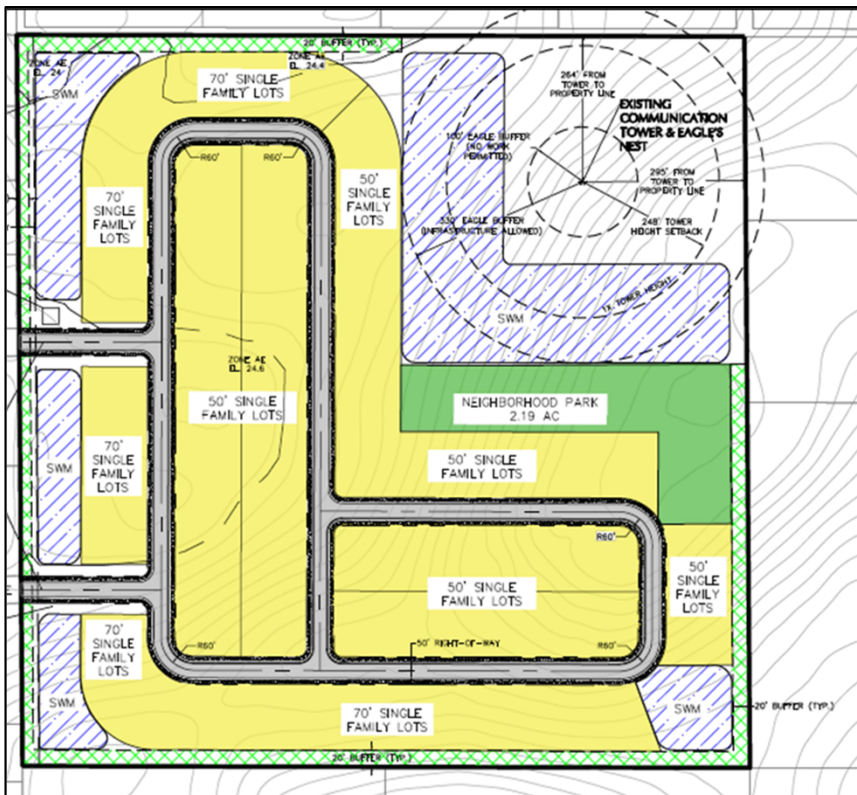 20' BUFFER (TYP.)
ZONE AE
EL. 24
ZONE AE
EL. 24.4
SWM
70' SINGLE
FAMILY LOTS
264' FROM
TOWER TO
PROPERTY LINE
EXISTING
COMMUNICATION
TOWER & EAGLE'S
NEST
100' EAGLE BUFFER
(NO WORK
PERMITTED)
R60'
R60'
295' FROM
TOWER TO
PROPERTY LINE
70'
SINGLE
FAMILY
LOTS
50'
SINGLE
FAMILY
LOTS
330' EAGLE BUFFER
(INFRASTRUCTURE ALLOWED)
248' TOWER
HEIGHT SETBACK
1X TOWER HEIGHT
SWM
ZONE AE
EL. 24.6
50' SINGLE
FAMILY LOTS
NEIGHBORHOOD PARK
2.19 AC
70'
SINGLE
FAMILY
LOTS
SWM
50' SINGLE
FAMILY LOTS
R60'
50' SINGLE
FAMILY LOTS
50'
SINGLE
FAMILY
LOTS
70'
SINGLE
FAMILY
LOTS
R60'
50' RIGHT-OF-WAY
R60'
SWM
70' SINGLE
FAMILY LOTS
SWM
20' BUFFER (TYP.)
20' BUFFER (TYP.)